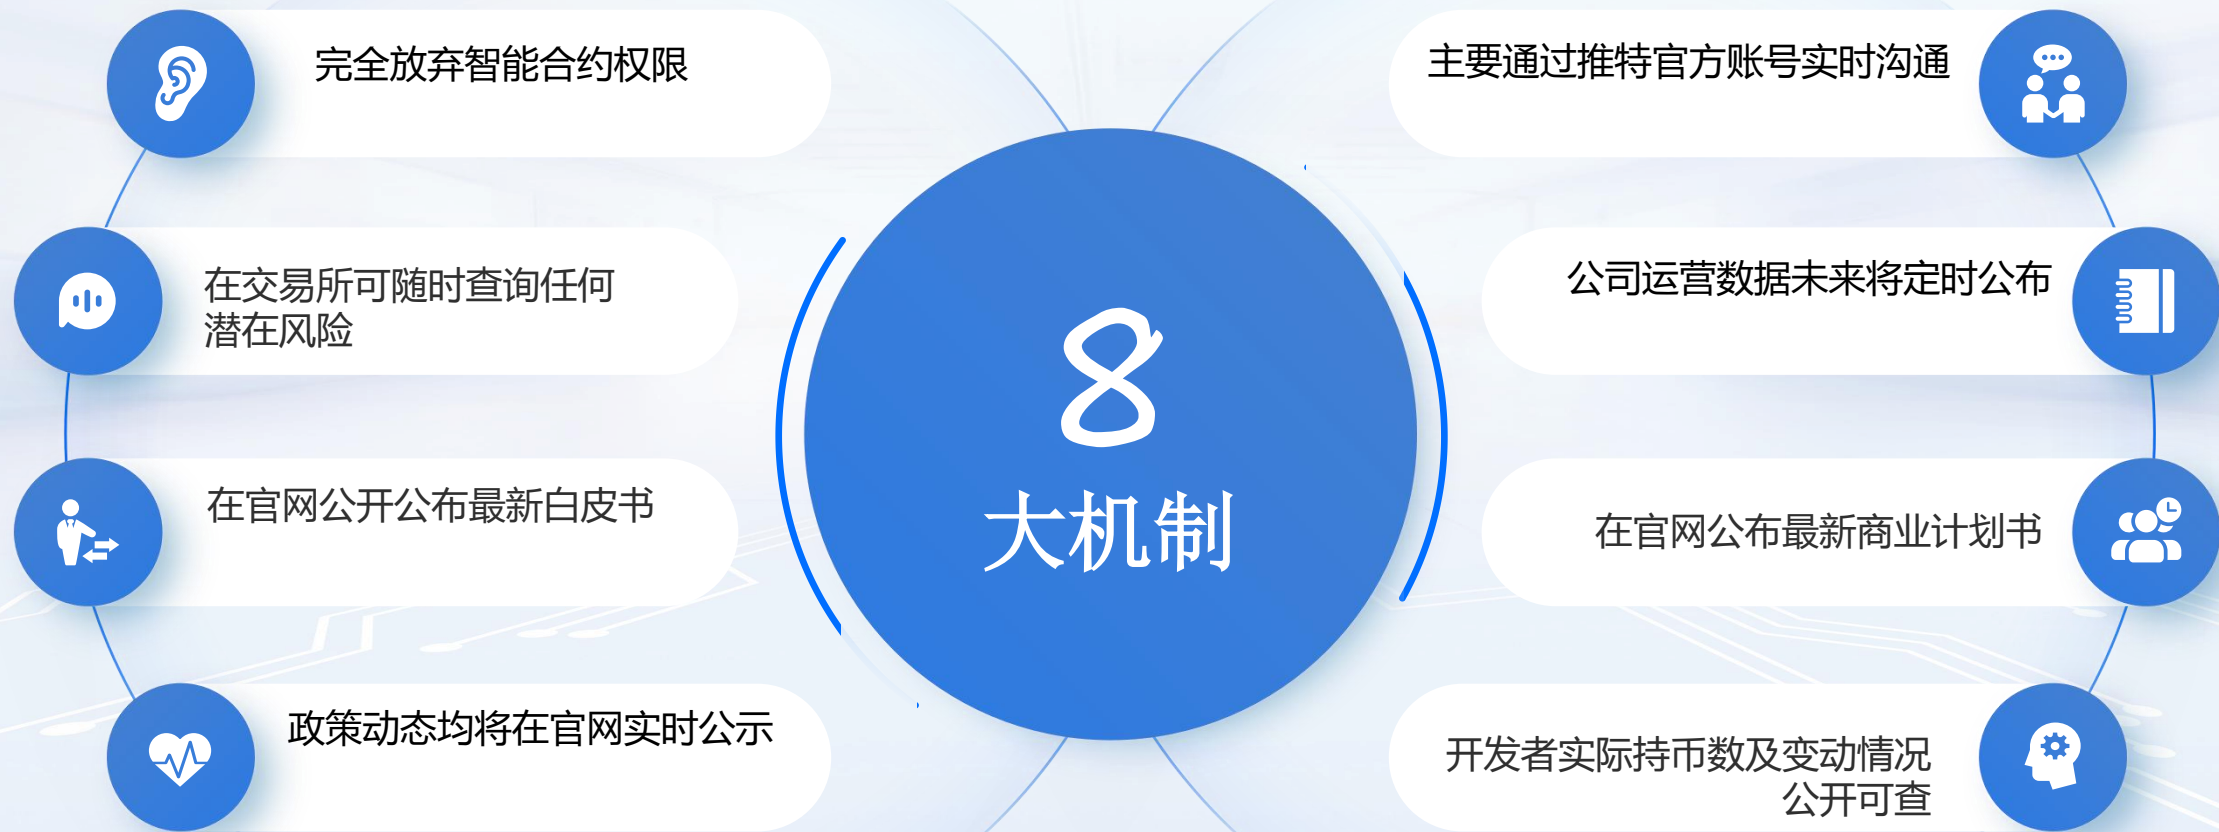 完全放弃智能合约权限
在交易所可随时查询任何
潜在风险
在官网公开公布最新白皮书
政策动态均将在官网实时公示
8
大机制
主要通过推特官方账号实时沟通
公司运营数据未来将定时公布
在官网公布最新商业计划书
开发者实际持币数及变动情况
公开可查